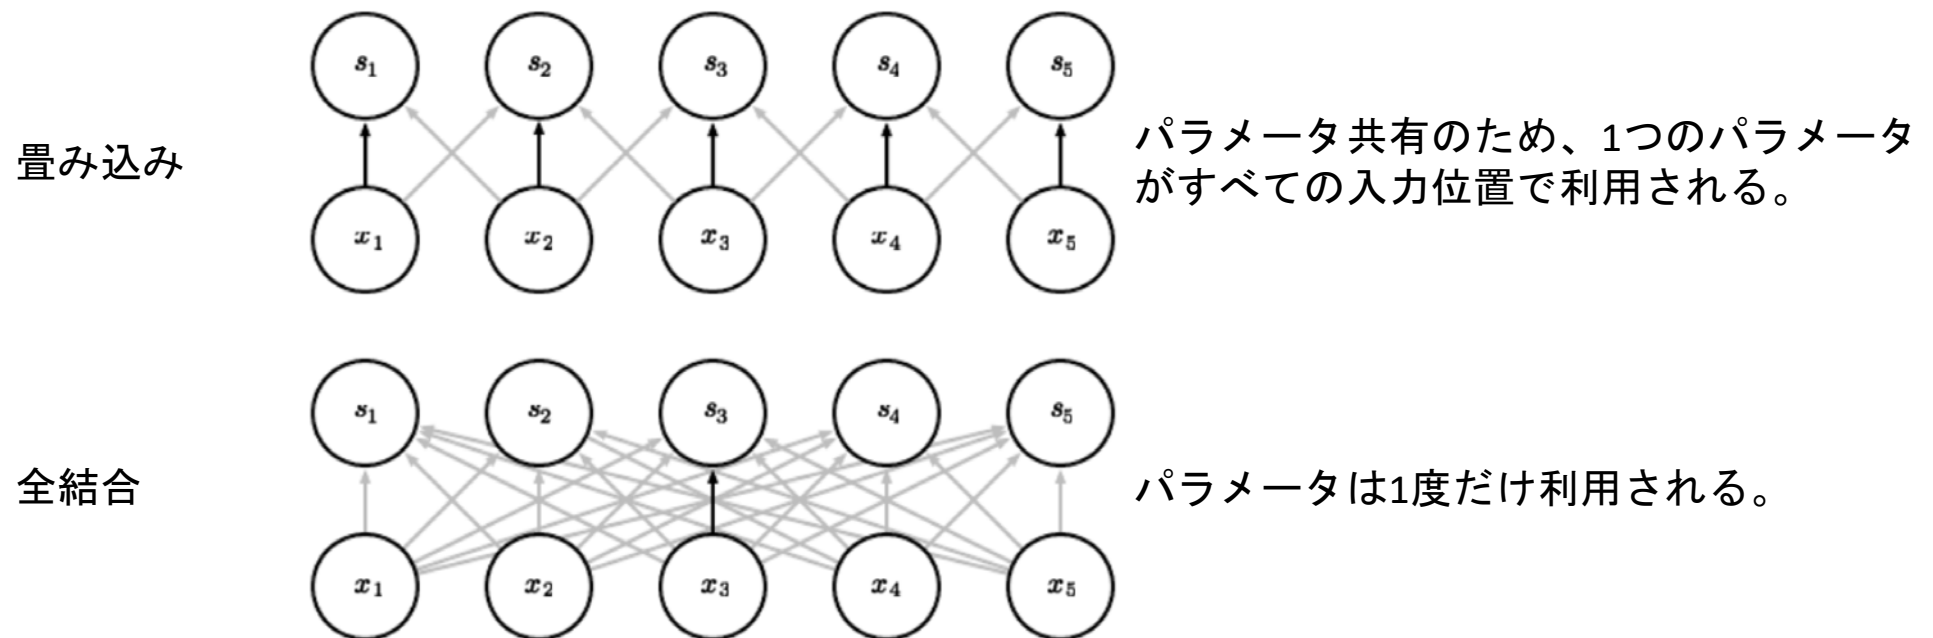 s₁ s₂ s₃ s₄ s₅
畳み込み
パラメータ共有のため、1つのパラメータ
がすべての入力位置で利用される。
x₁ x₂ x₃ x₄ x₅
s₁ s₂ s₃ s₄ s₅
全結合
パラメータは1度だけ利用される。
x₁ x₂ x₃ x₄ x₅